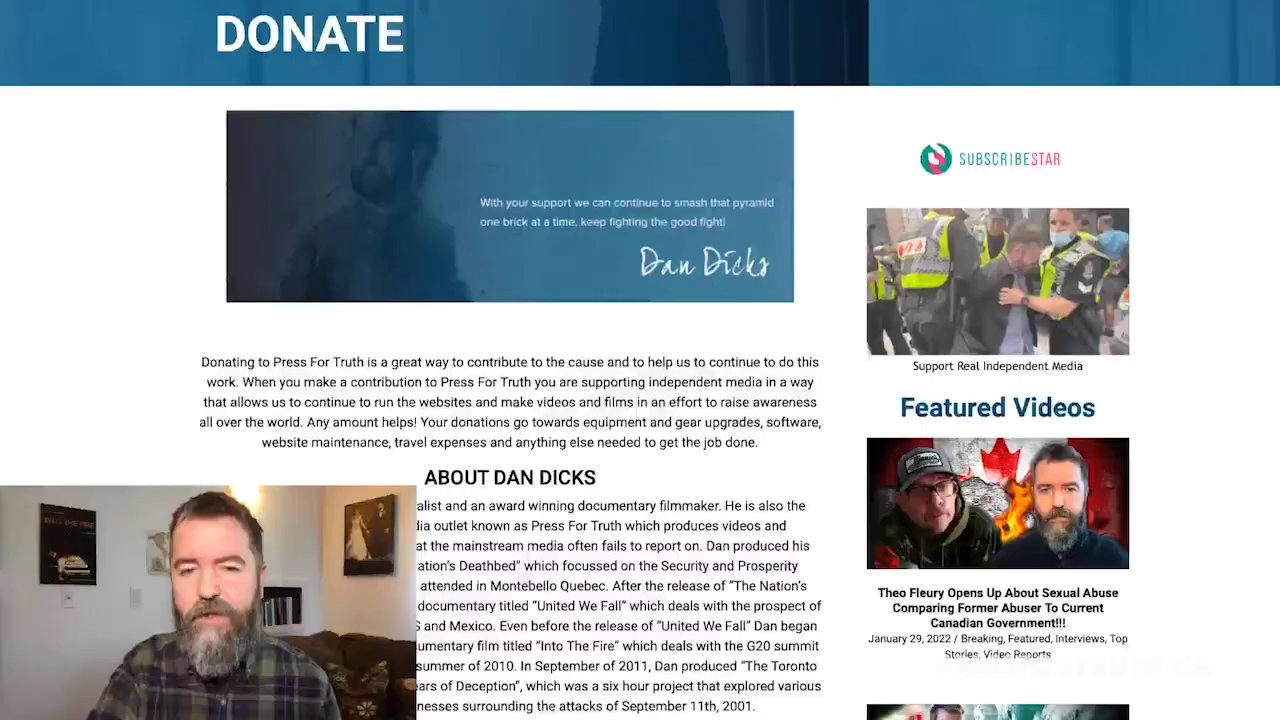 DONATE
With your support we can continue to smash that pyramid
one brick at a time, keep fighting the good fight!
Dan Dicks
Donating to Press For Truth is a great way to contribute to the cause and to help us to continue to do this
work. When you make a contribution to Press For Truth you are supporting independent media in a way
that allows us to continue to run the websites and make videos and films in an effort to raise awareness
all over the world. Any amount helps! Your donations go towards equipment and gear upgrades, software,
website maintenance, travel expenses and anything else needed to get the job done.
ABOUT DAN DICKS
alist and an award winning documentary filmmaker. He is also the
dia outlet known as Press For Truth which produces videos and
at the mainstream media often fails to report on. Dan produced his
ation's Deathbed” which focussed on the Security and Prosperity
attended in Montebello Quebec. After the release of “The Nation's
documentary titled “United We Fall” which deals with the prospect of
S and Mexico. Even before the release of “United We Fall” Dan began
umentary film titled “Into The Fire” which deals with the G20 summit
summer of 2010. In September of 2011, Dan produced “The Toronto
ears of Deception”, which was a six hour project that explored various
nesses surrounding the attacks of September 11th, 2001.
SUBSCRIBESTAR
Support Real Independent Media
Featured Videos
Theo Fleury Opens Up About Sexual Abuse
Comparing Former Abuser To Current
Canadian Government!!!
January 29, 2022 / Breaking, Featured, Interviews, Top
Stories, Video Reports